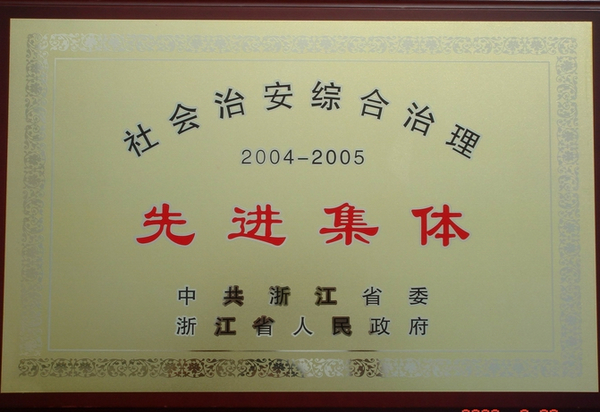 社会治安综合治理
2004-2005
先进集体
中共浙江省委
浙江省人民政府